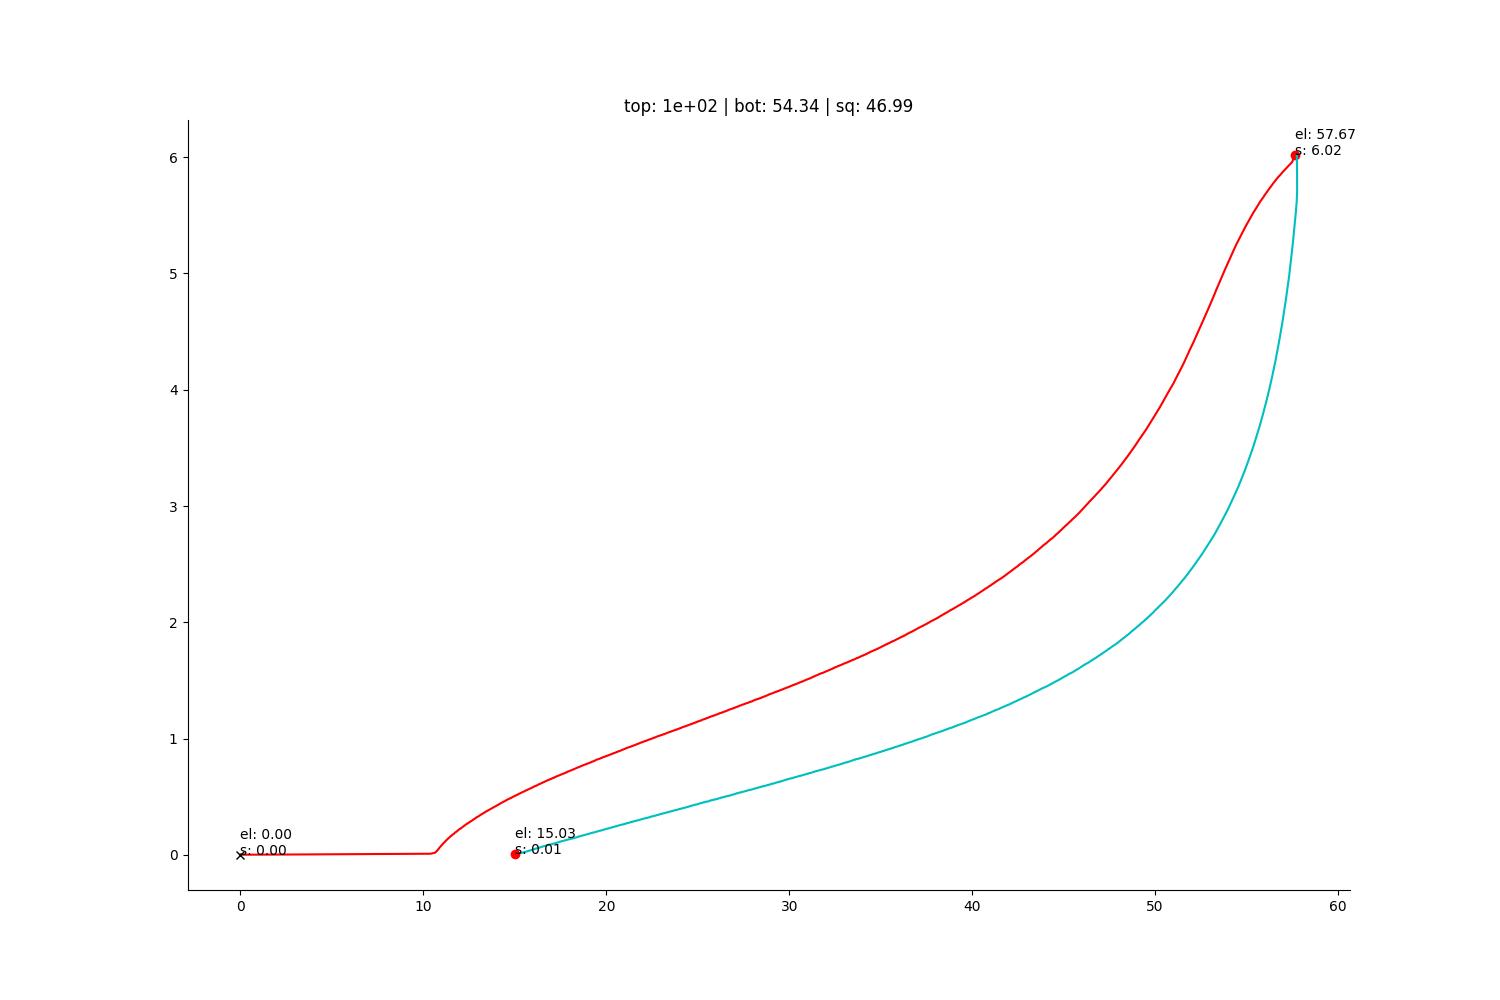 top: 1e+02 | bot: 54.34 | sq: 46.99
el: 57.67
s: 6.02
6
5
4
3
2
1
0
el: 0.00
s: 0.00
el: 15.03
s: 0.01
0 10 20 30 40 50 60